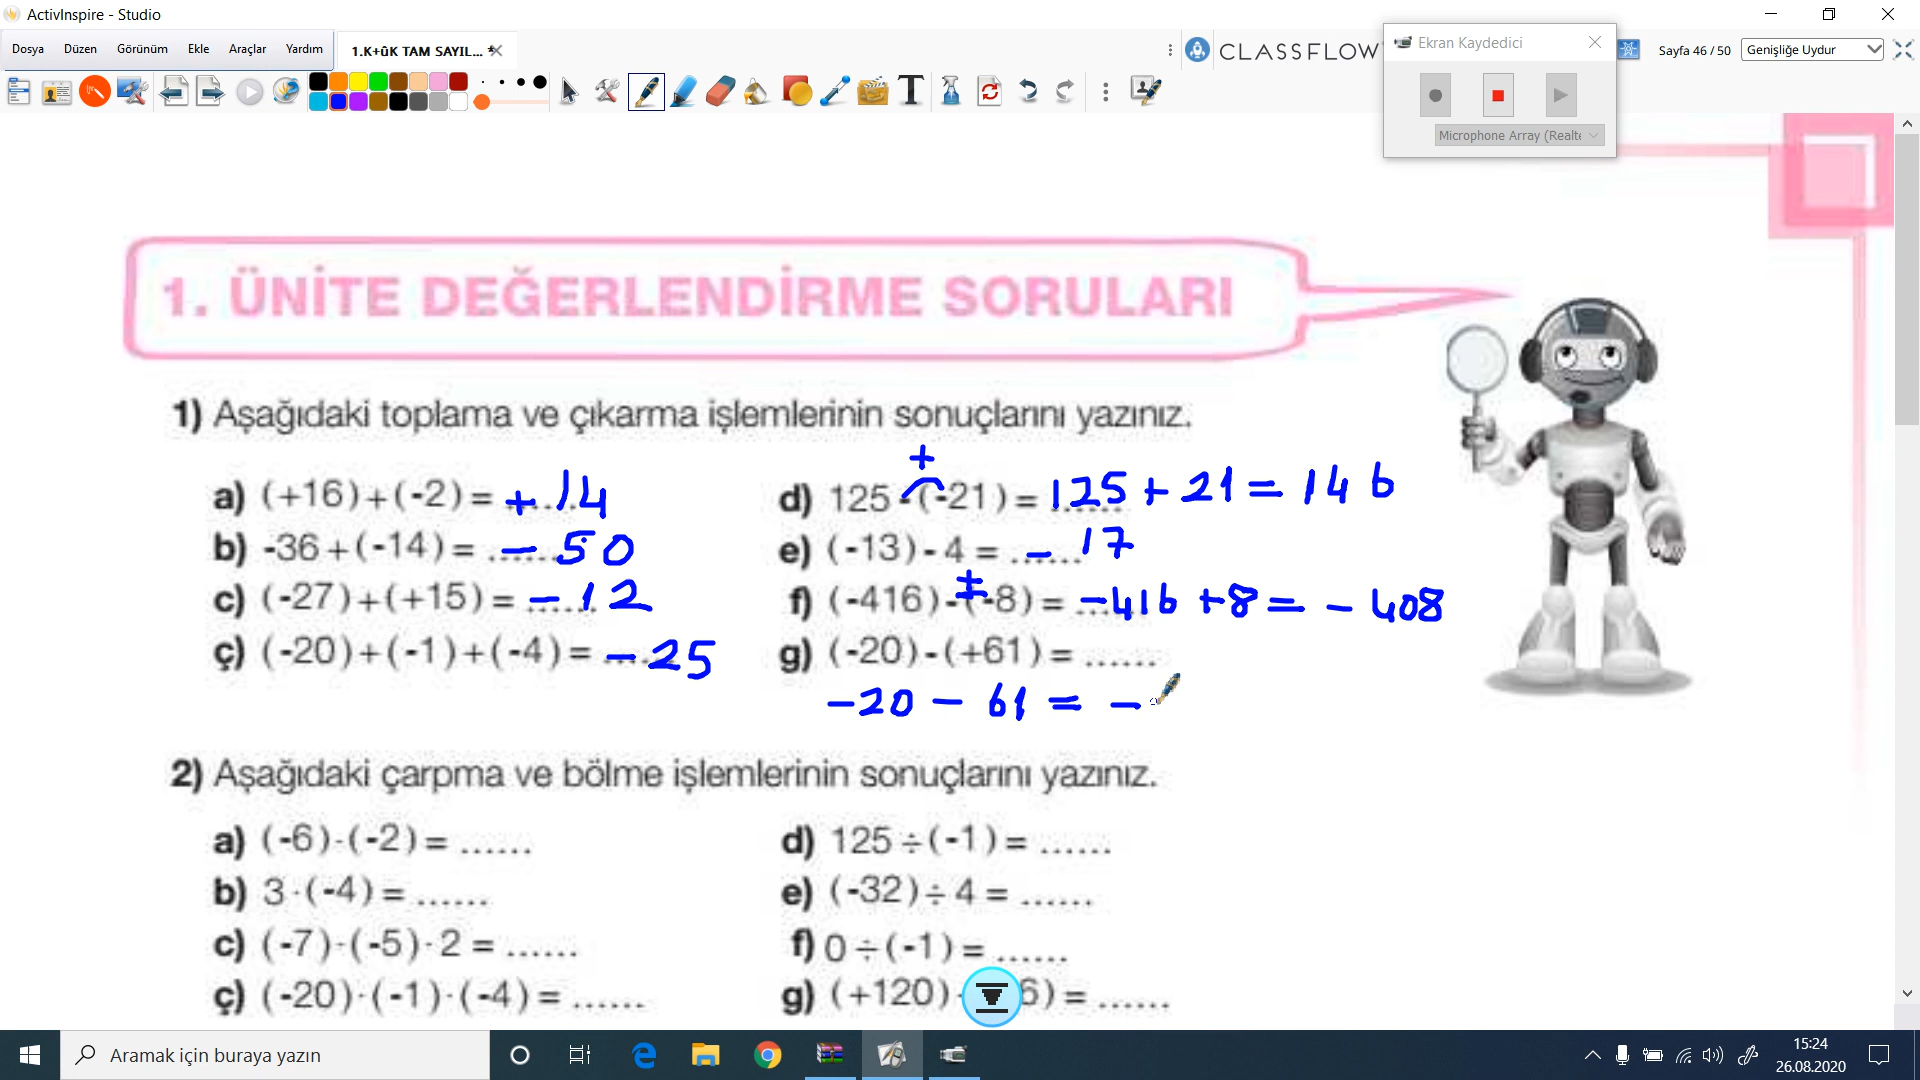 ActivInspire - Studio
Dosya Düzen Görünüm Ekle Araçlar Yardım
1.K+ûK TAM SAYIL... *
CLASSFLOW
Sayfa 46 / 50
Genişliğe Uydur
Ekran Kaydedici
Microphone Array (Realte
1. ÜNİTE DEĞERLENDİRME SORULARI
1) Aşağıdaki toplama ve çıkarma işlemlerinin sonuçlarını yazınız.
a) (+16)+(-2) = ...... +14
b) -36+(-14) = ...... -50
c) (-27)+(+15) = ...... -12
ç) (-20)+(-1)+(-4) = ...... -25
+
d) 125-(-21) = ...... 125+21=146
e) (-13)-4 = ...... -17
+
f) (-416)-(-8) = ...... -416+8=-408
g) (-20)-(+61) = ......
-20-61=-
2) Aşağıdaki çarpma ve bölme işlemlerinin sonuçlarını yazınız.
a) (-6)·(-2) = ......
b) 3·(-4) = ......
c) (-7)·(-5)·2 = ......
ç) (-20)·(-1)·(-4) = ......
d) 125÷(-1) = ......
e) (-32)÷4 = ......
f) 0÷(-1) = ......
g) (+120) 6) = ......
Aramak için buraya yazın
15:24
26.08.2020